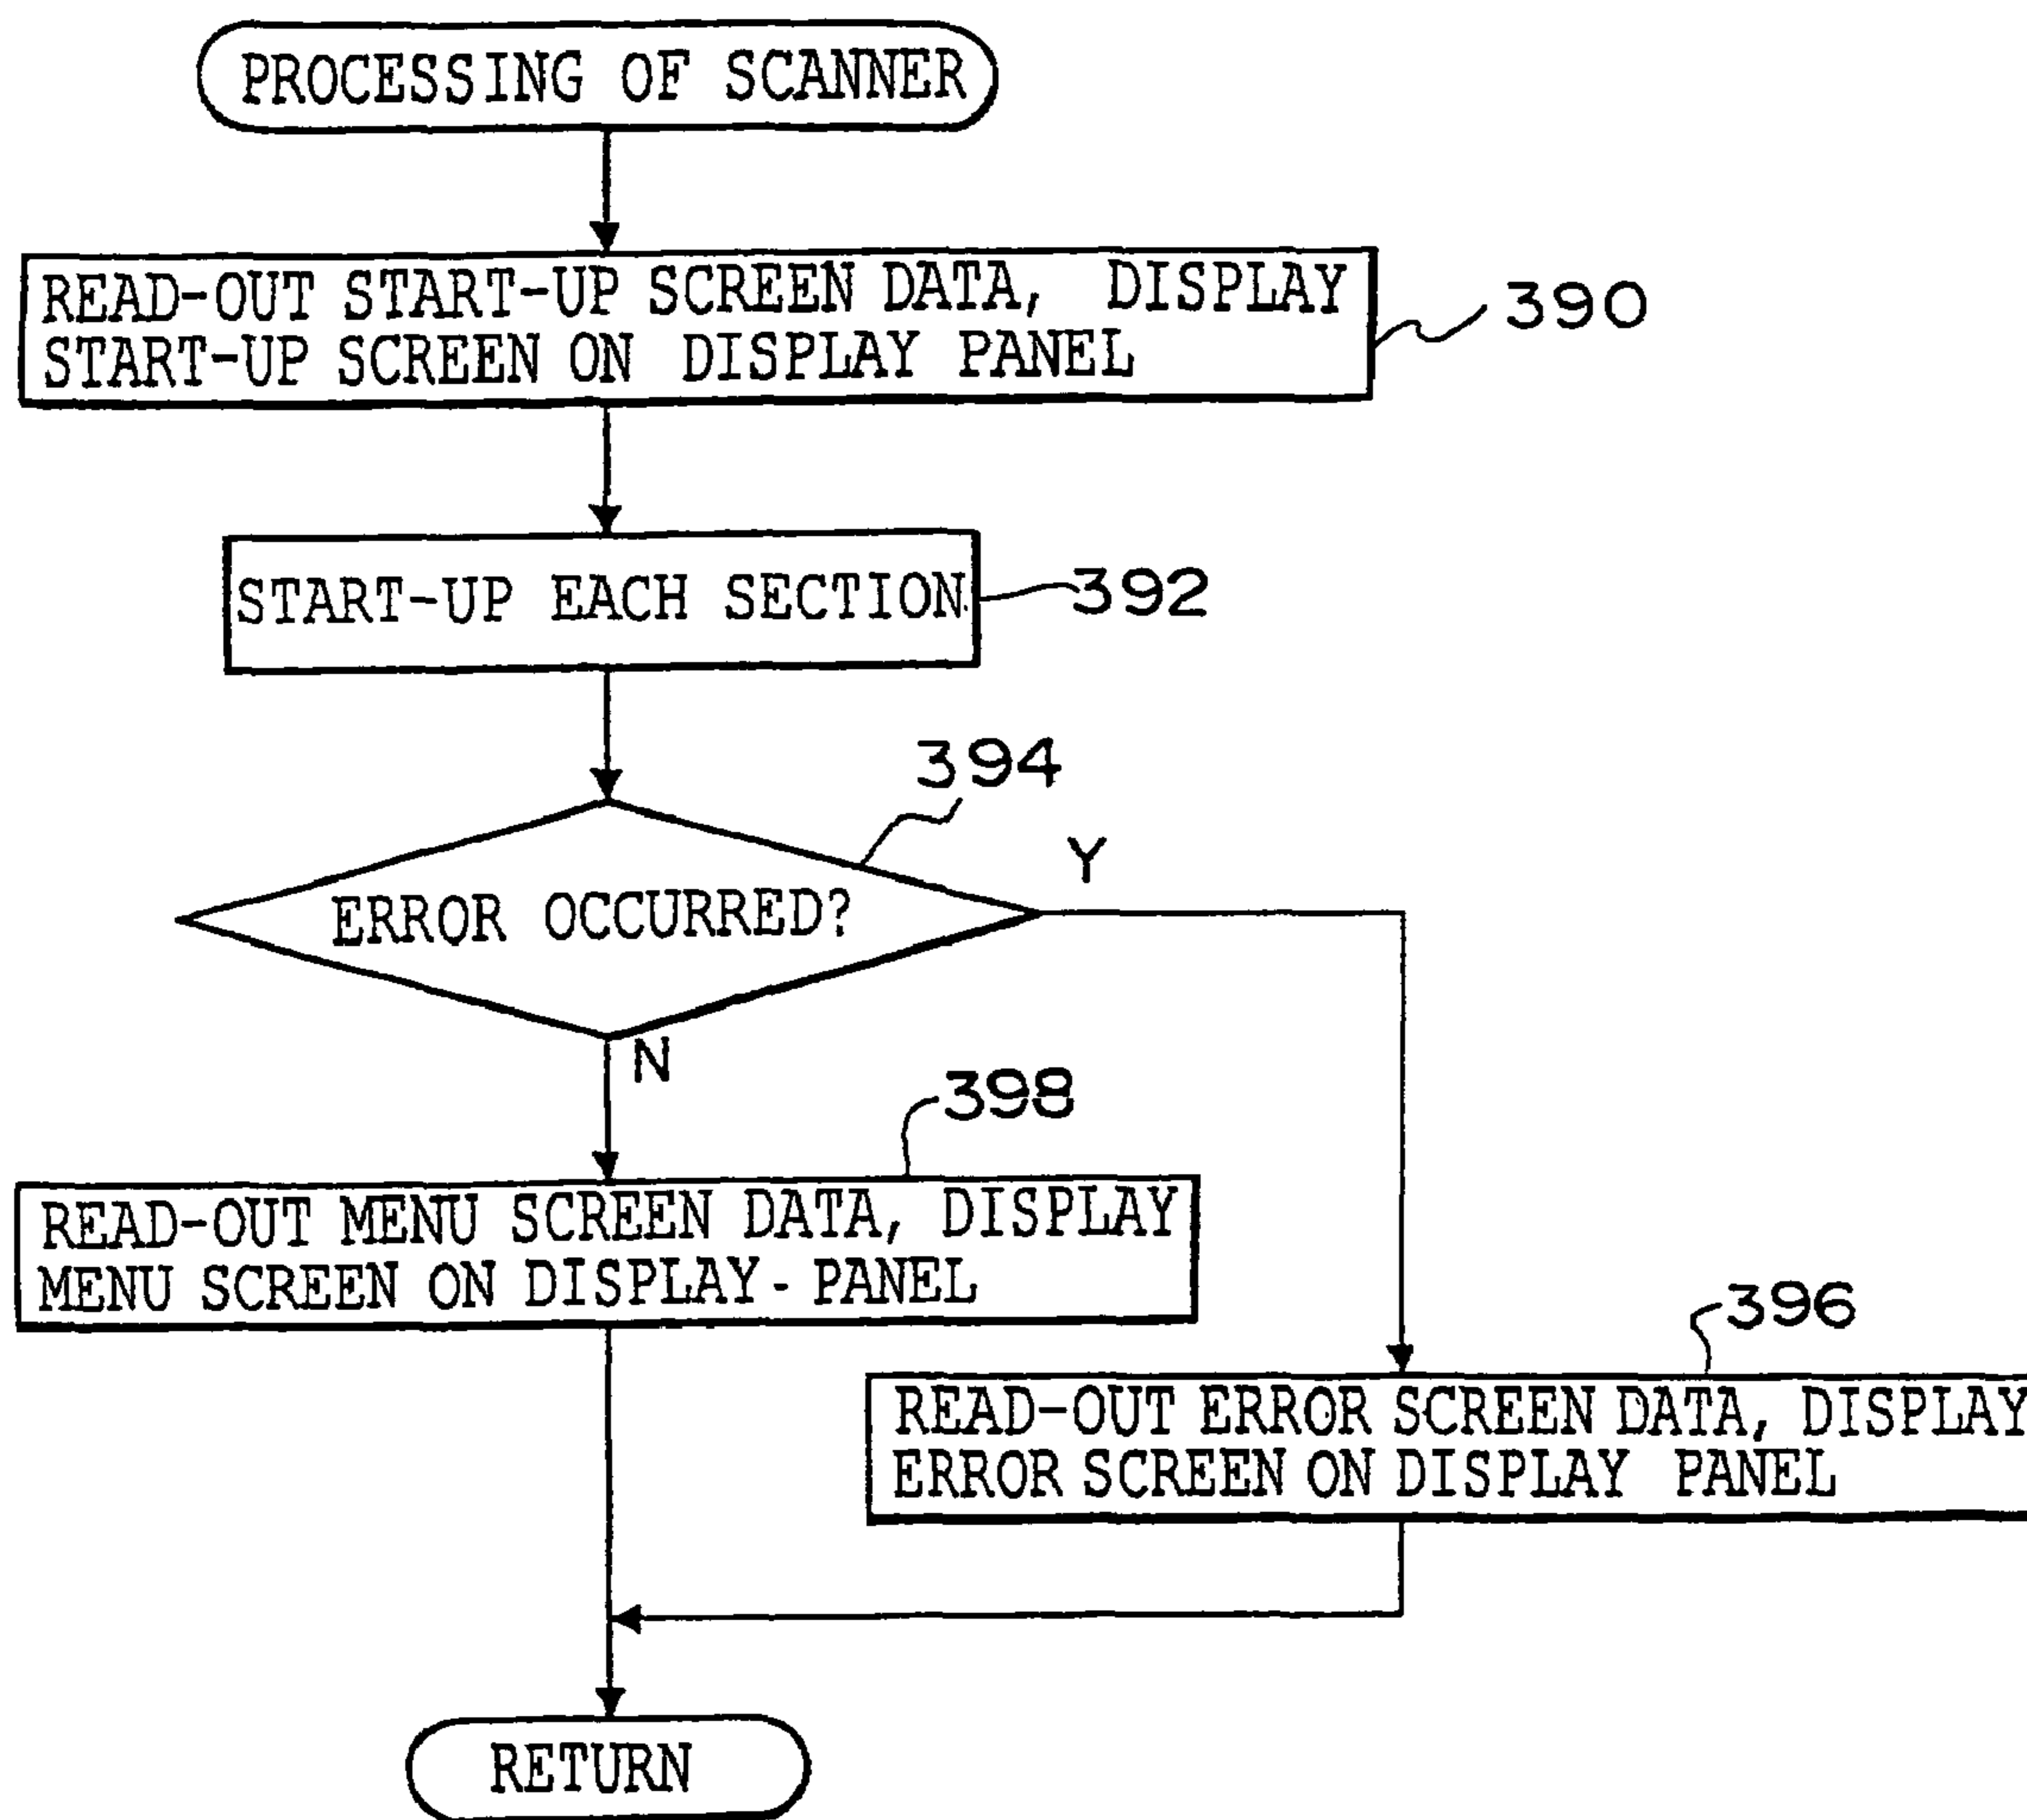 PROCESSING OF SCANNER
READ-OUT START-UP SCREEN DATA, DISPLAY
START-UP SCREEN ON DISPLAY PANEL
390
START-UP EACH SECTION
392
394
ERROR OCCURRED?
Y
N
398
READ-OUT MENU SCREEN DATA, DISPLAY
MENU SCREEN ON DISPLAY- PANEL
396
READ-OUT ERROR SCREEN DATA, DISPLAY
ERROR SCREEN ON DISPLAY PANEL
RETURN